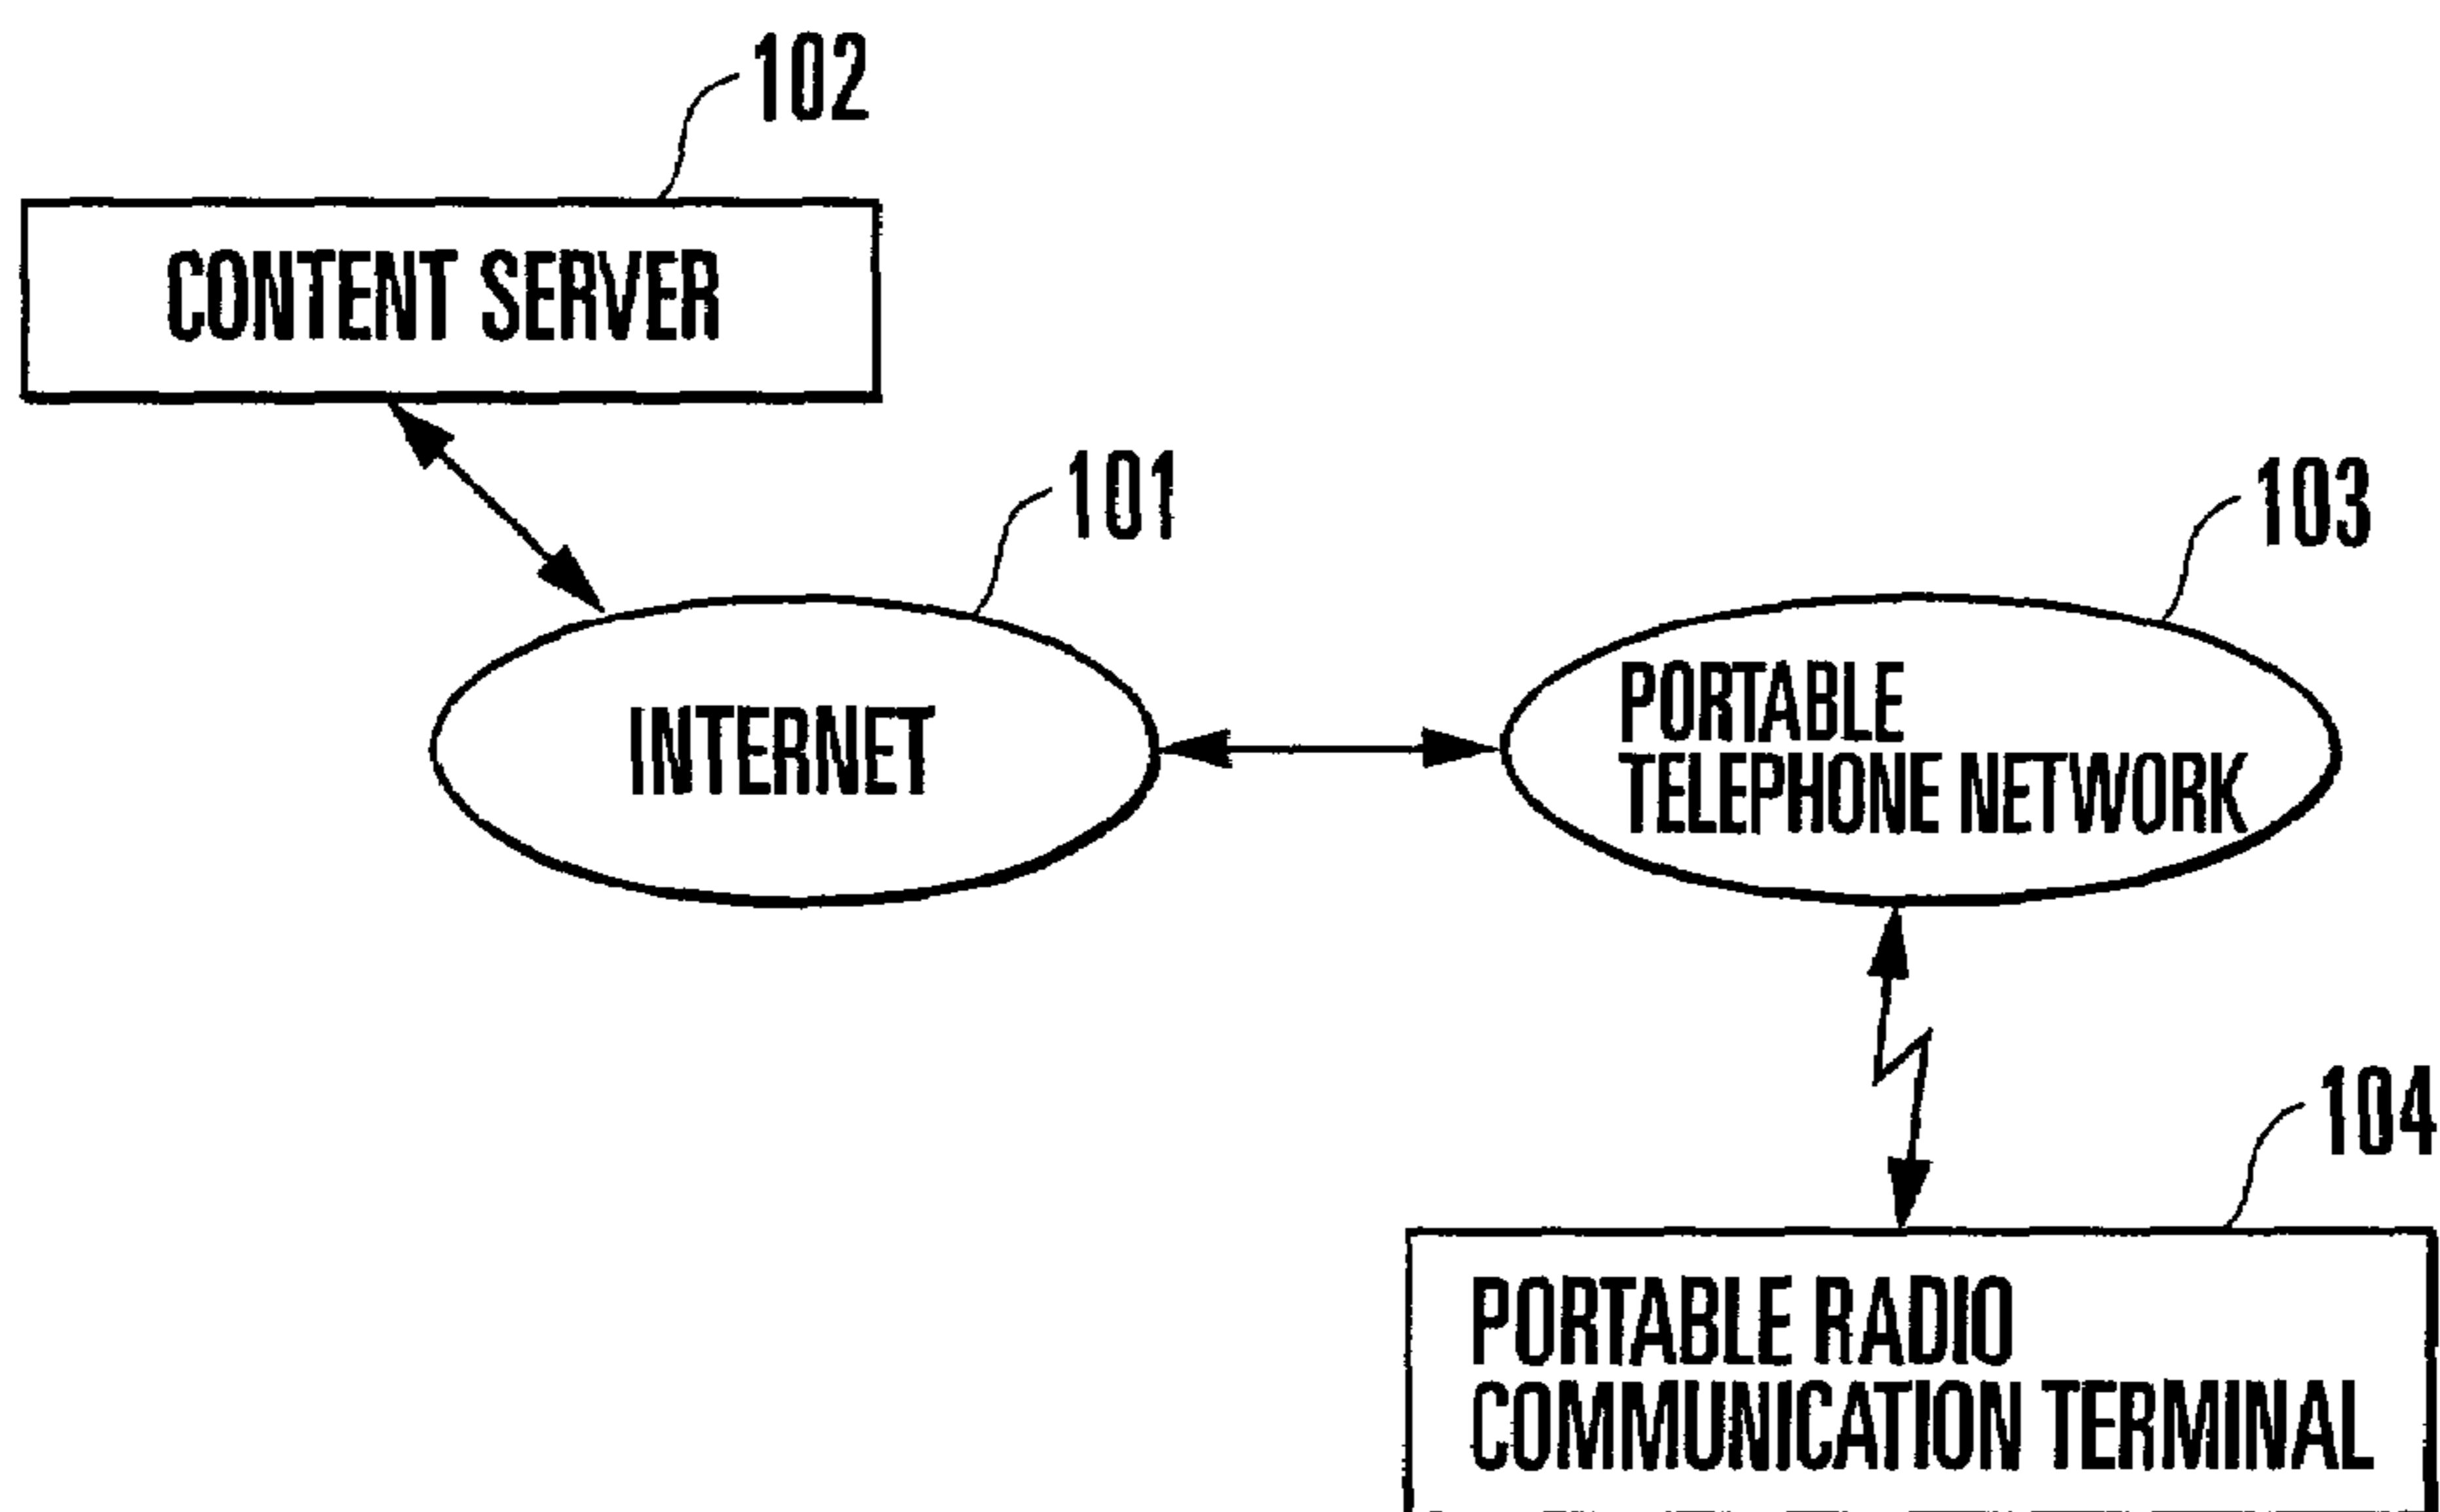 102
CONTENT SERVER
101
103
INTERNET
PORTABLE
TELEPHONE NETWORK
104
PORTABLE RADIO
COMMUNICATION TERMINAL